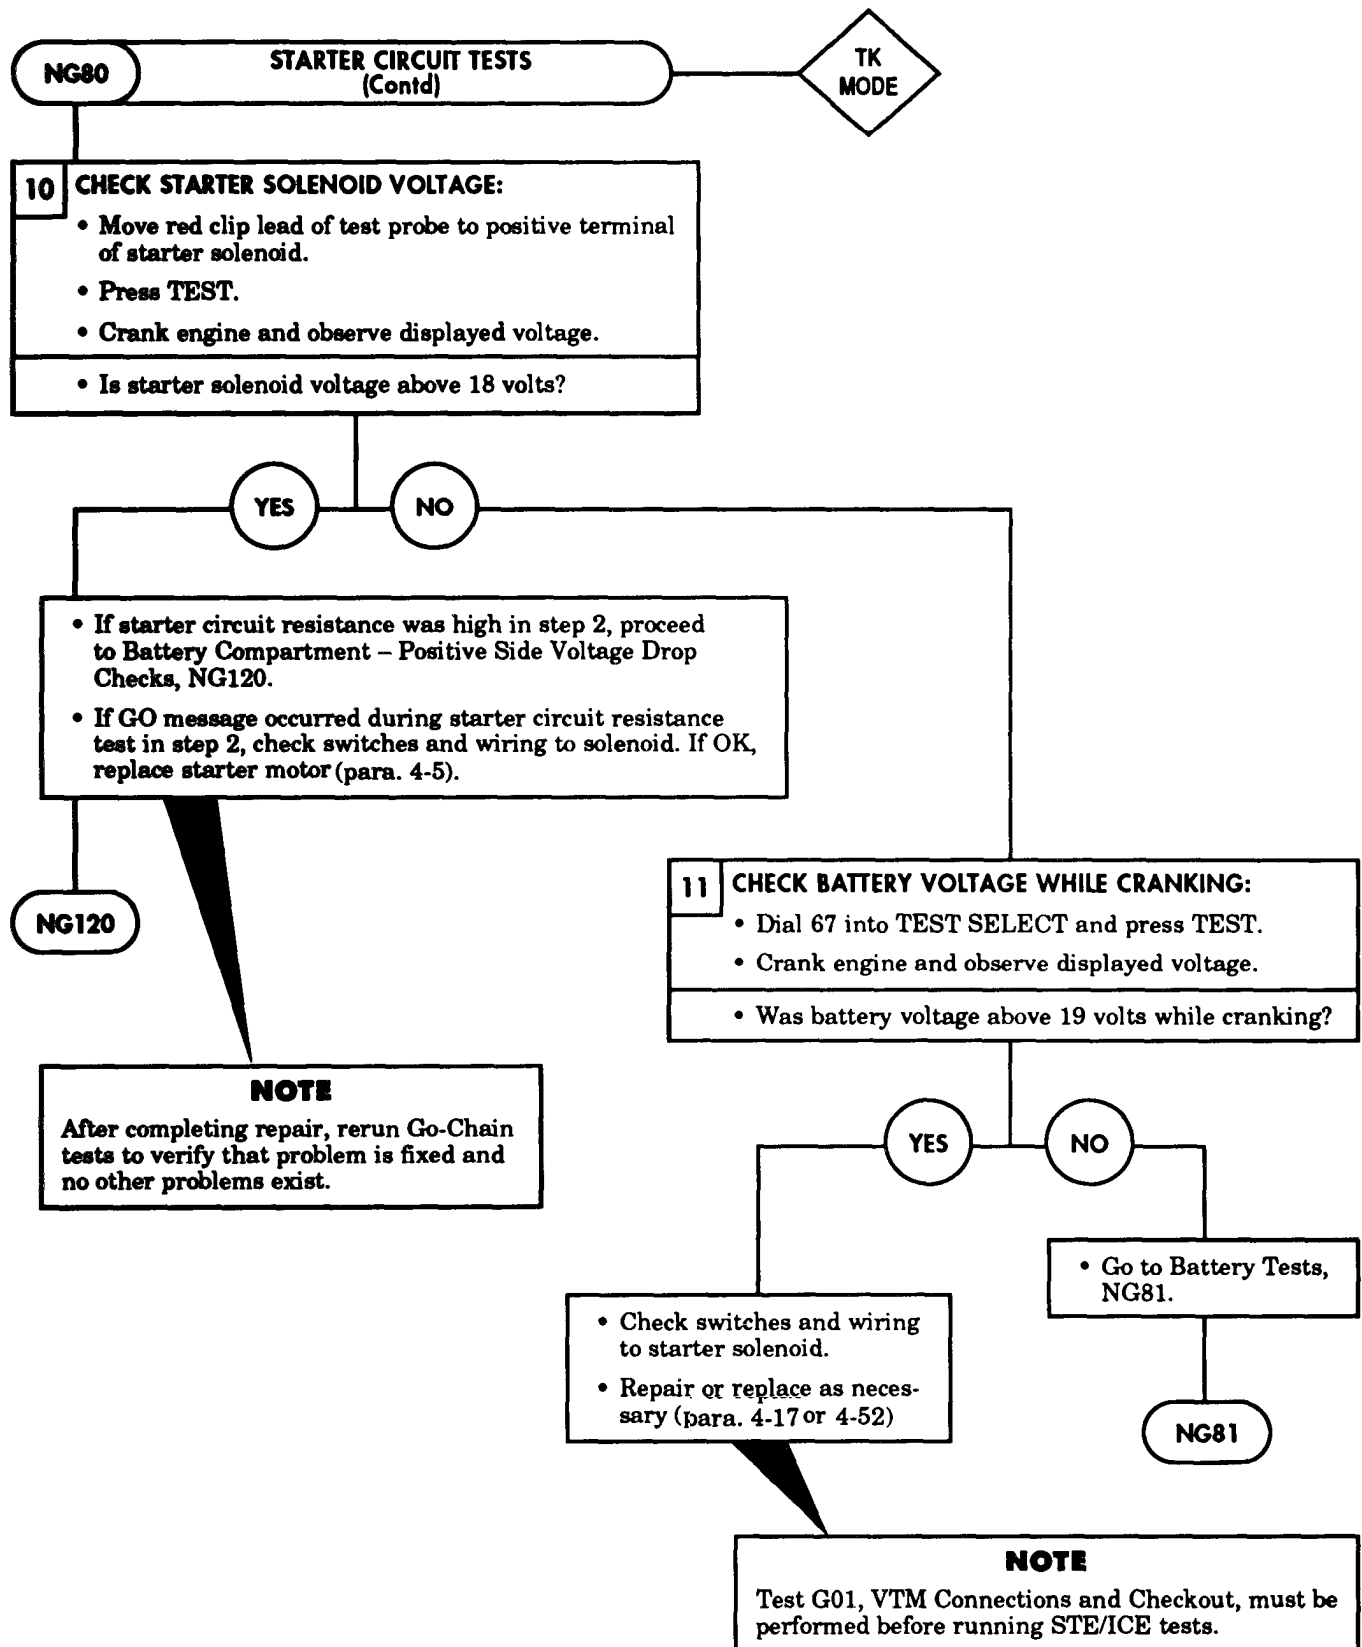 NG80
STARTER CIRCUIT TESTS
(Contd)
TK
MODE
10
CHECK STARTER SOLENOID VOLTAGE:
• Move red clip lead of test probe to positive terminal
of starter solenoid.
• Press TEST.
• Crank engine and observe displayed voltage.
• Is starter solenoid voltage above 18 volts?
YES
NO
• If starter circuit resistance was high in step 2, proceed
to Battery Compartment – Positive Side Voltage Drop
Checks, NG120.
• If GO message occurred during starter circuit resistance
test in step 2, check switches and wiring to solenoid. If OK,
replace starter motor (para. 4-5).
NG120
NOTE
After completing repair, rerun Go-Chain
tests to verify that problem is fixed and
no other problems exist.
11
CHECK BATTERY VOLTAGE WHILE CRANKING:
• Dial 67 into TEST SELECT and press TEST.
• Crank engine and observe displayed voltage.
• Was battery voltage above 19 volts while cranking?
YES
NO
• Check switches and wiring
to starter solenoid.
• Repair or replace as neces-
sary (para. 4-17 or 4-52)
• Go to Battery Tests,
NG81.
NG81
NOTE
Test G01, VTM Connections and Checkout, must be
performed before running STE/ICE tests.